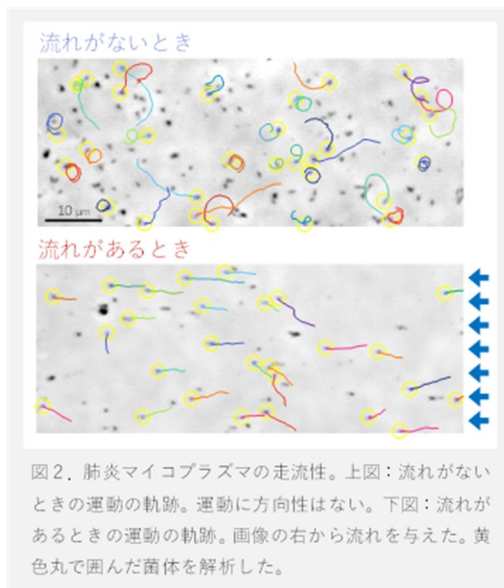 流れがないとき
10 μm
流れがあるとき
図２．肺炎マイコプラズマの走流性。上図：流れがない
ときの運動の軌跡。運動に方向性はない。下図：流れが
あるときの運動の軌跡。画像の右から流れを与えた。黄
色丸で囲んだ菌体を解析した。